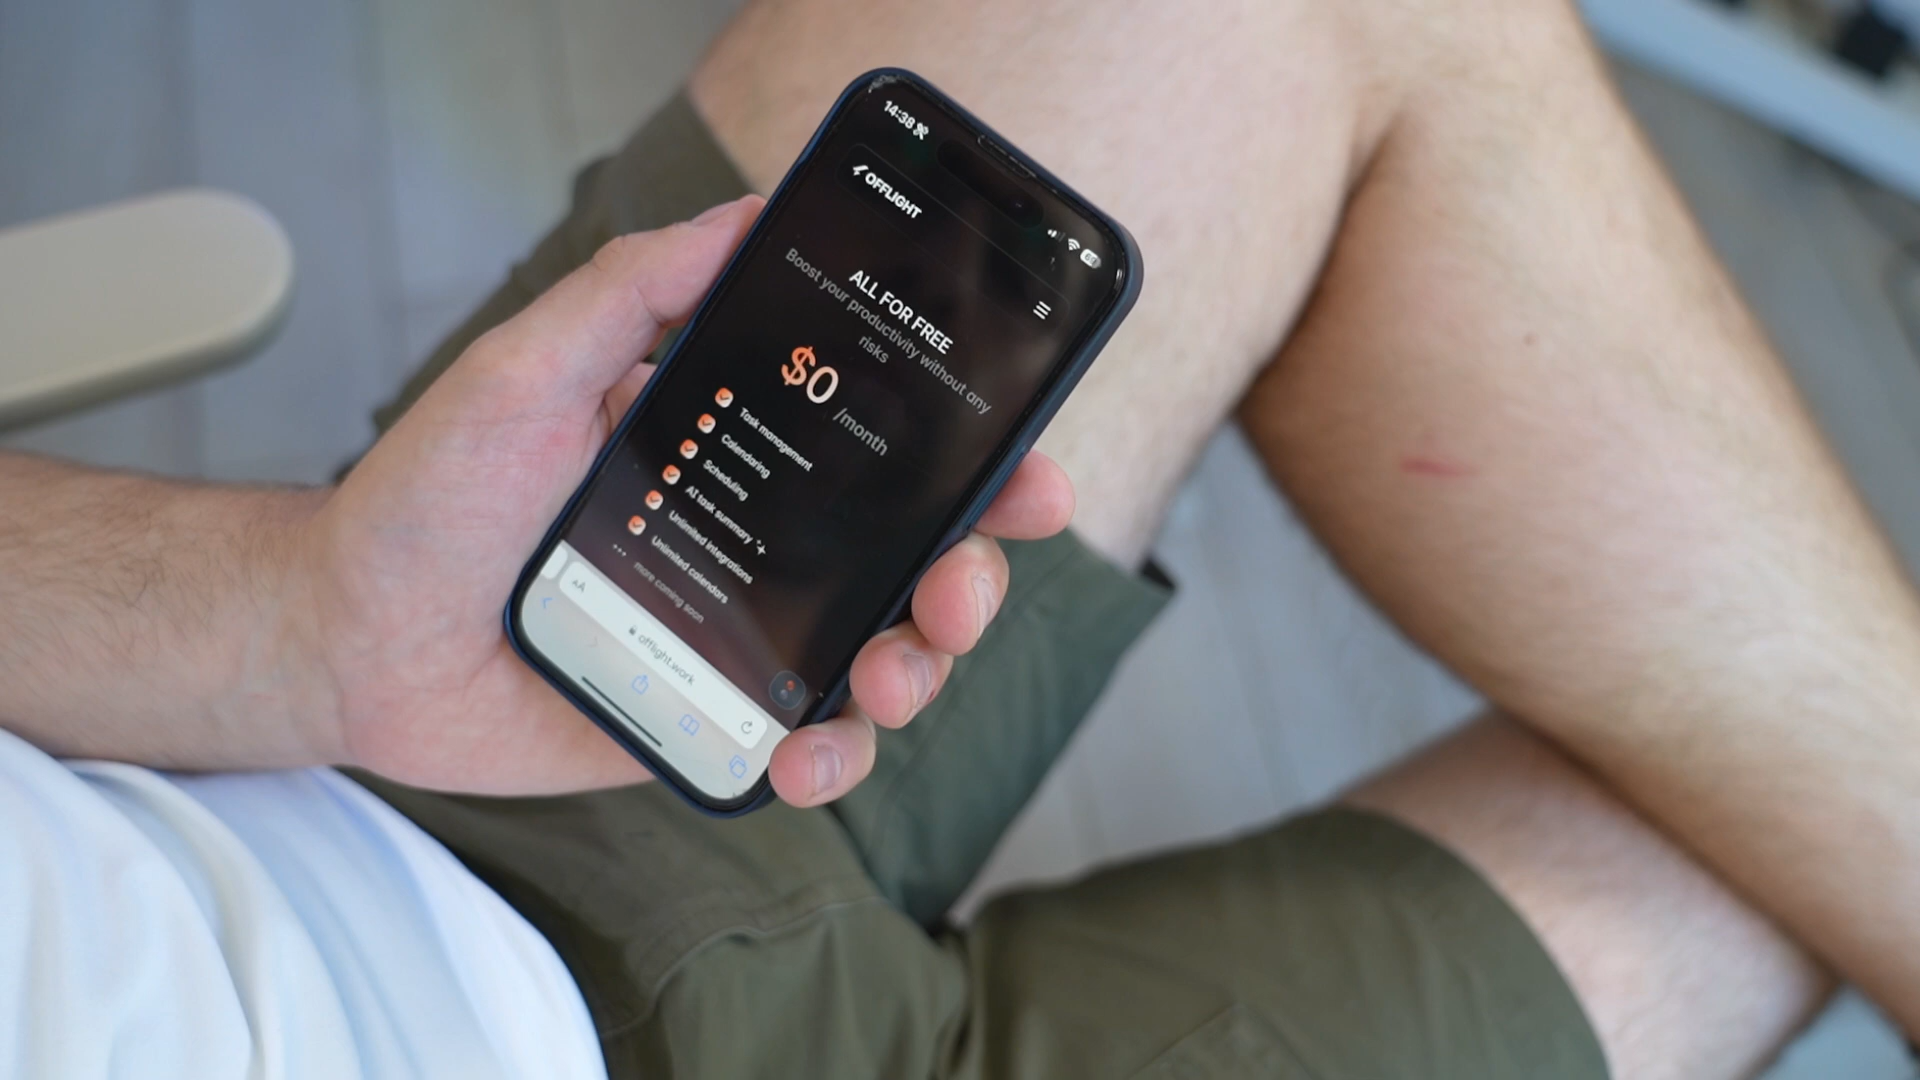 14:38
OFFLIGHT
ALL FOR FREE
Boost your productivity without any
risks
$0 /month
Task management
Calendaring
Scheduling
AI task summary
Unlimited integrations
Unlimited calendars
...
more coming soon
AA
offlight.work